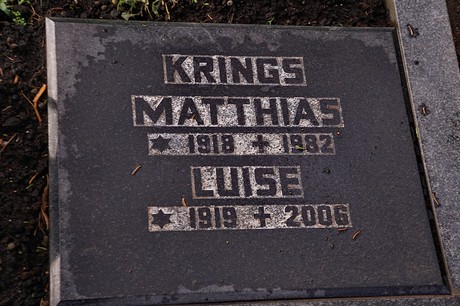 KRINGS
MATTHIAS
★ 1918 ✝ 1982
LUISE
★ 1919 ✝ 2006